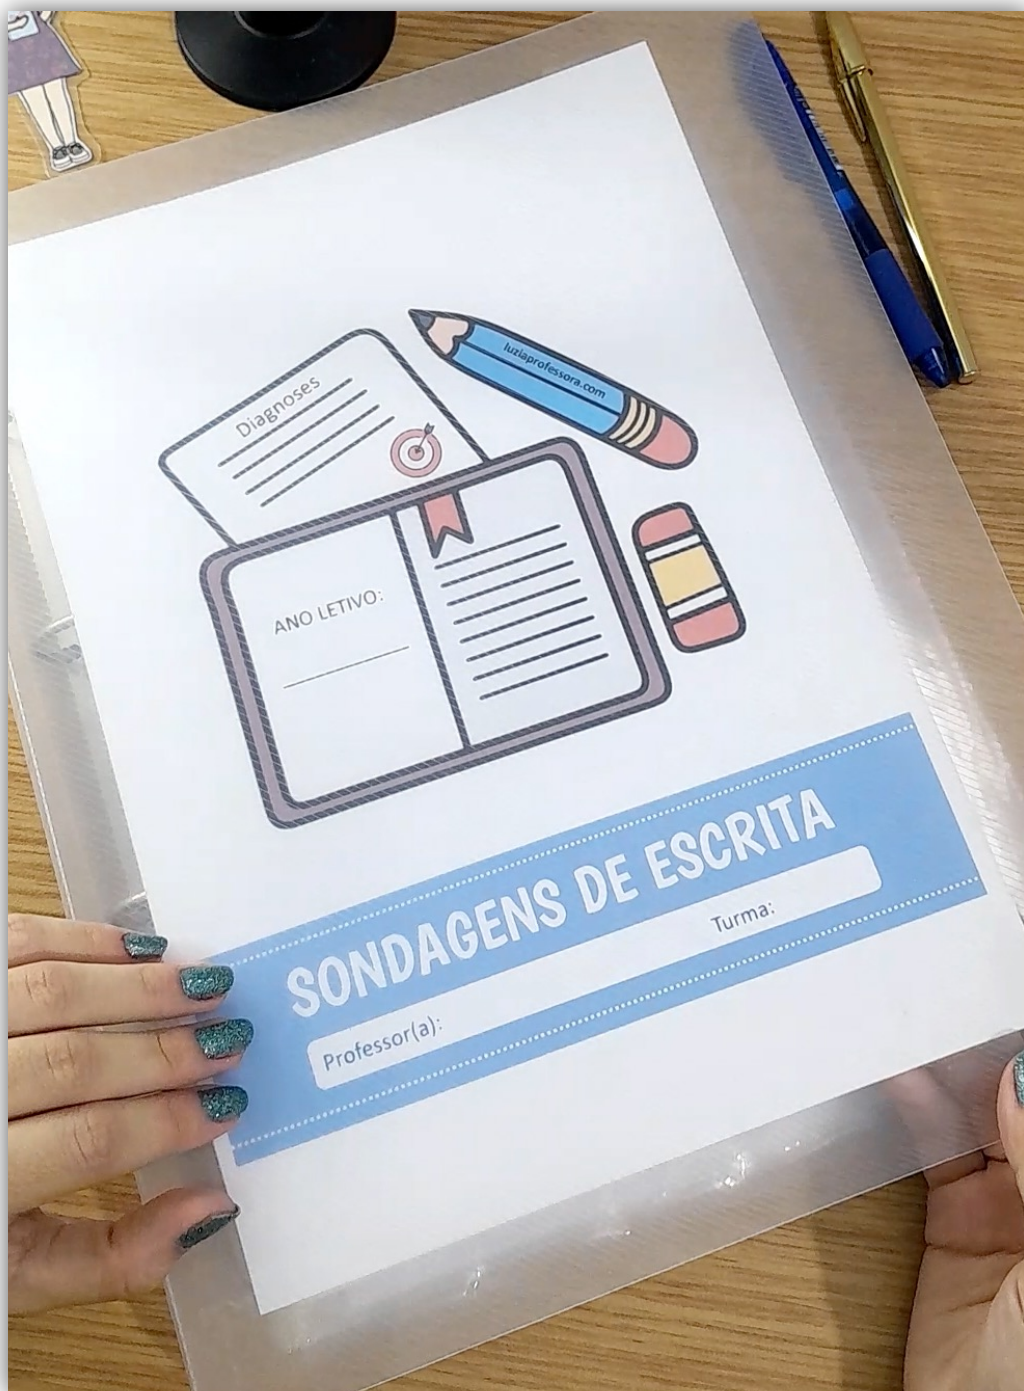 luziaprofessora.com
Diagnoses
ANO LETIVO:
SONDAGENS DE ESCRITA
Professor(a):
Turma: